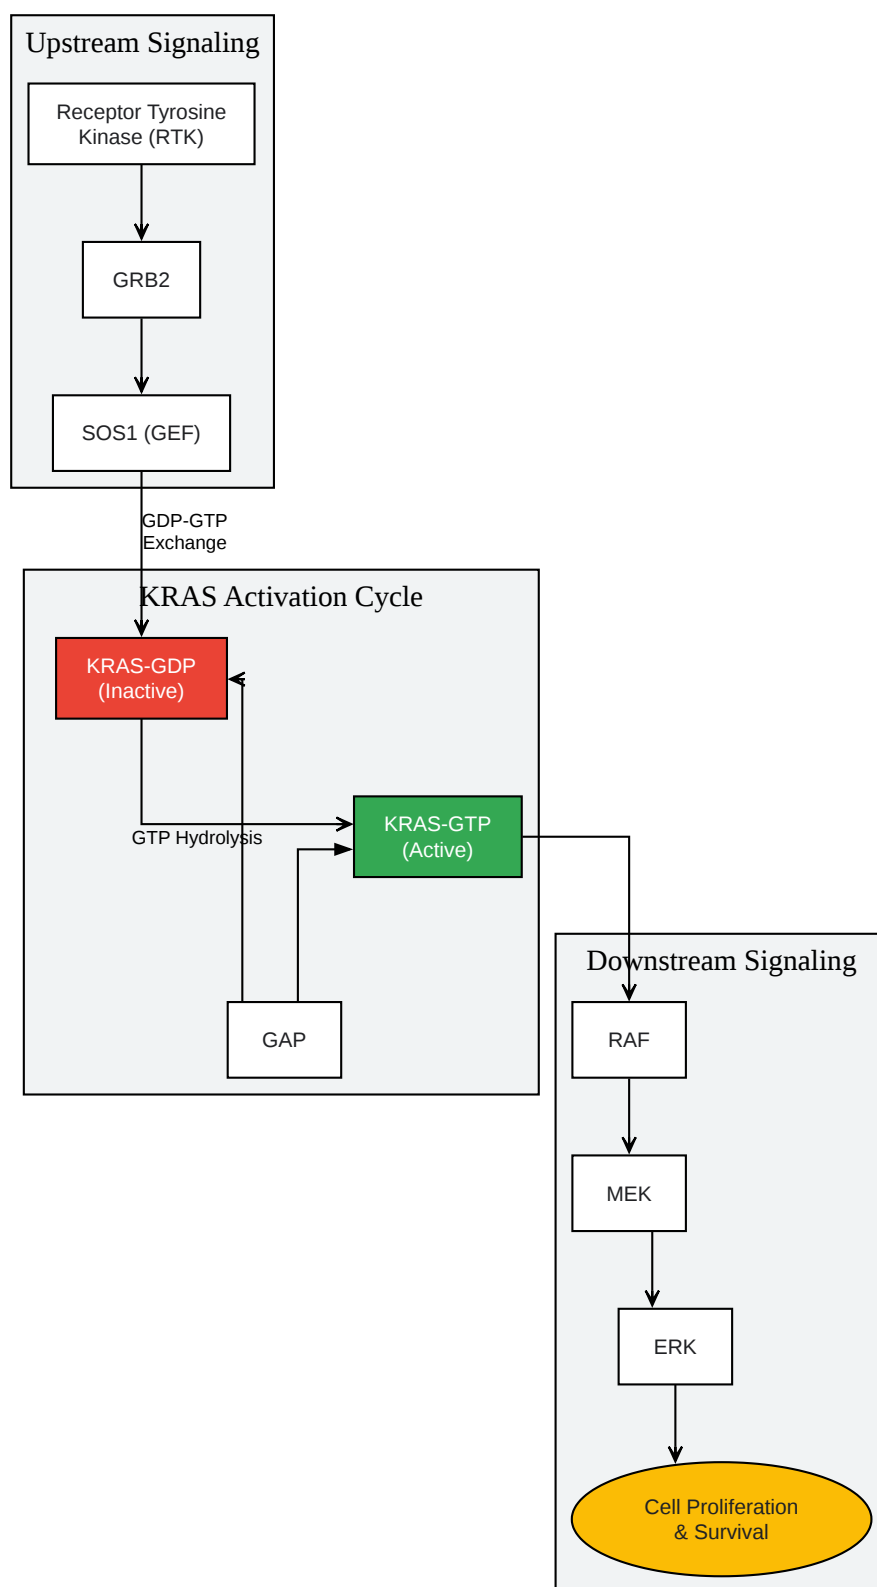 Upstream Signaling
Receptor Tyrosine
Kinase (RTK)
GRB2
SOS1 (GEF)
GDP-GTP
Exchange
KRAS Activation Cycle
KRAS-GDP
(Inactive)
GTP Hydrolysis
KRAS-GTP
(Active)
GAP
Downstream Signaling
RAF
MEK
ERK
Cell Proliferation
& Survival